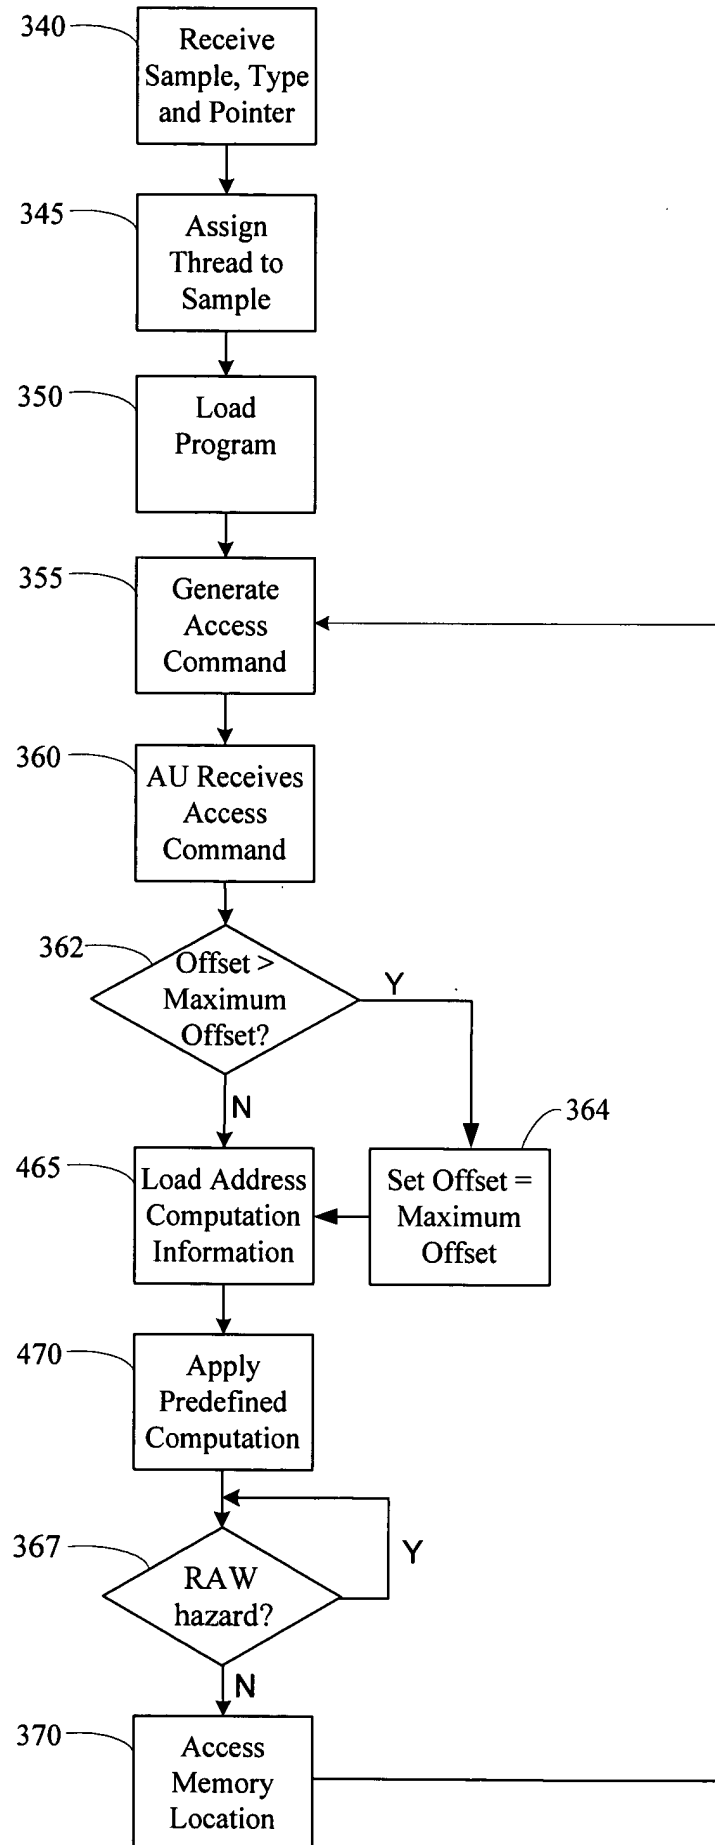 340
Receive
Sample, Type
and Pointer
345
Assign
Thread to
Sample
350
Load
Program
355
Generate
Access
Command
360
AU Receives
Access
Command
362
Offset >
Maximum
Offset?
Y
N
364
465
Load Address
Computation
Information
Set Offset =
Maximum
Offset
470
Apply
Predefined
Computation
367
RAW
hazard?
Y
N
370
Access
Memory
Location